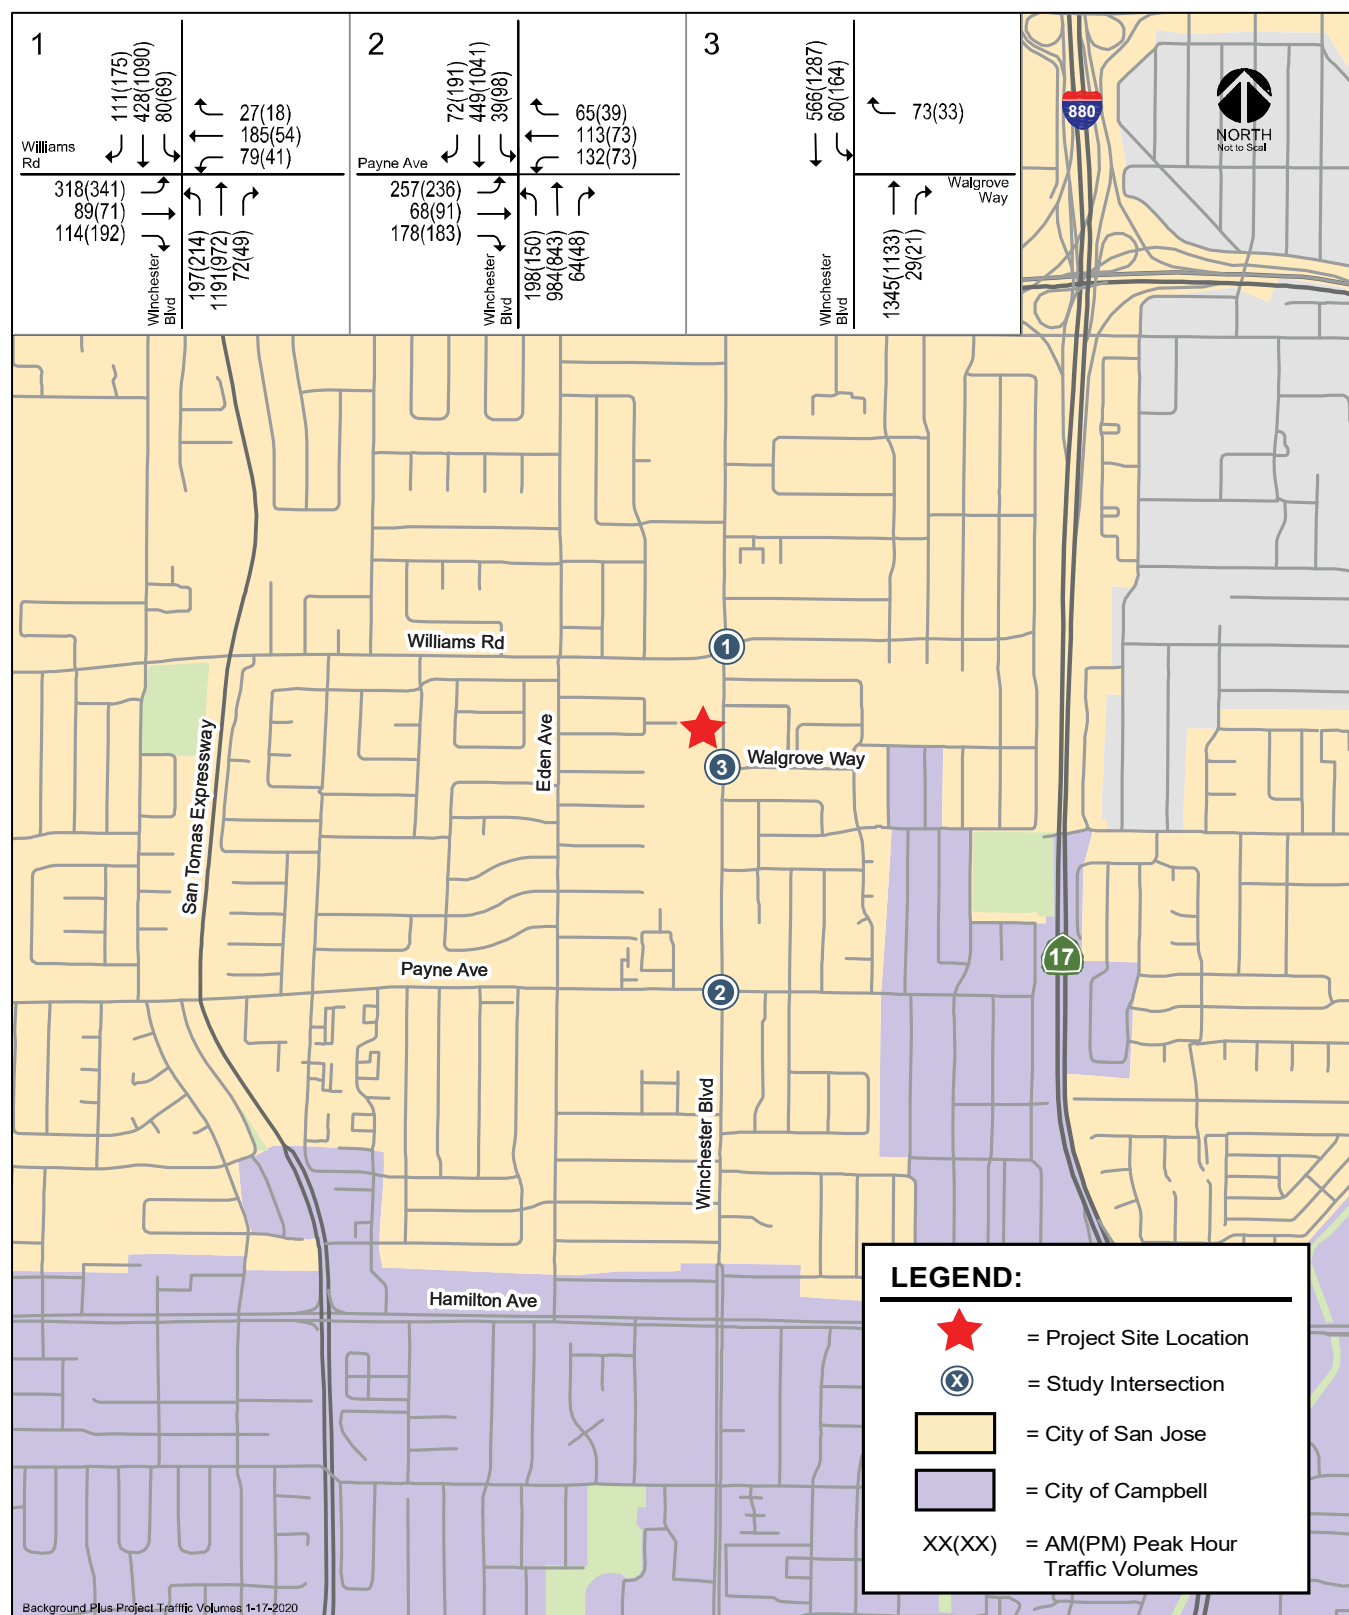 1
111(175)
428(1090)
80(69)
27(18)
185(54)
79(41)
Williams
Rd
318(341)
89(71)
114(192)
Winchester
Blvd
197(214)
1191(972)
72(49)
2
72(191)
449(1041)
39(98)
65(39)
113(73)
132(73)
Payne Ave
257(236)
68(91)
178(183)
Winchester
Blvd
198(150)
984(843)
64(48)
3
566(1287)
60(164)
73(33)
Walgrove
Way
Winchester
Blvd
1345(1133)
29(21)
880
NORTH
Not to Scal
Williams Rd
1
Eden Ave
3
Walgrove Way
San Tomas Expressway
Payne Ave
2
17
Winchester Blvd
Hamilton Ave
LEGEND:
= Project Site Location
X
= Study Intersection
= City of San Jose
= City of Campbell
XX(XX)
= AM(PM) Peak Hour
Traffic Volumes
Background Plus Project Trafffic Volumes 1-17-2020